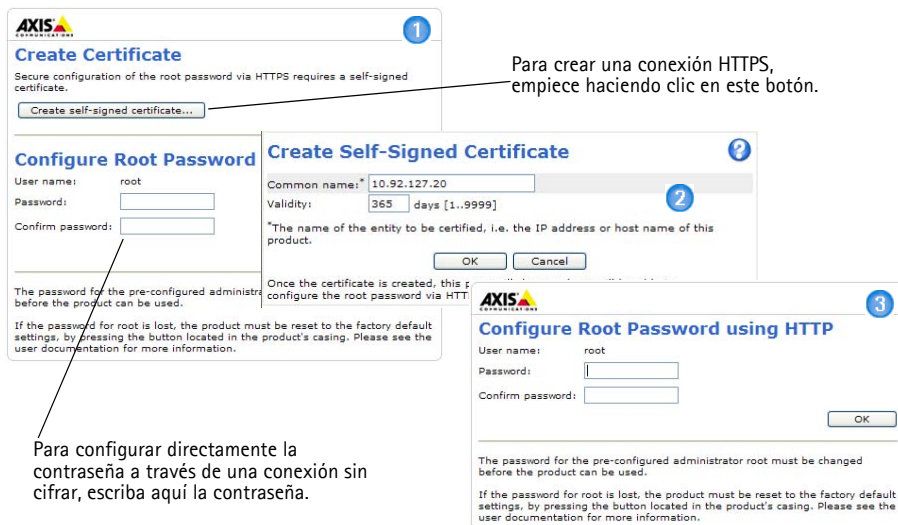 AXIS
COMMUNICATIONS
1
Create Certificate
Secure configuration of the root password via HTTPS requires a self-signed
certificate.
Create self-signed certificate...
Para crear una conexión HTTPS,
empiece haciendo clic en este botón.
Configure Root Password
User name: root
Password:
Confirm password:
The password for the pre-configured administra
before the product can be used.
If the password for root is lost, the product must be reset to the factory default
settings, by pressing the button located in the product's casing. Please see the
user documentation for more information.
Create Self-Signed Certificate
?
Common name:* 10.92.127.20
2
Validity: 365 days [1..9999]
*The name of the entity to be certified, i.e. the IP address or host name of this
product.
OK Cancel
Once the certificate is created, this
configure the root password via HTT
AXIS
COMMUNICATIONS
3
Configure Root Password using HTTP
User name: root
Password:
Confirm password:
OK
The password for the pre-configured administrator root must be changed
before the product can be used.
If the password for root is lost, the product must be reset to the factory default
settings, by pressing the button located in the product's casing. Please see the
user documentation for more information.
Para configurar directamente la
contraseña a través de una conexión sin
cifrar, escriba aquí la contraseña.